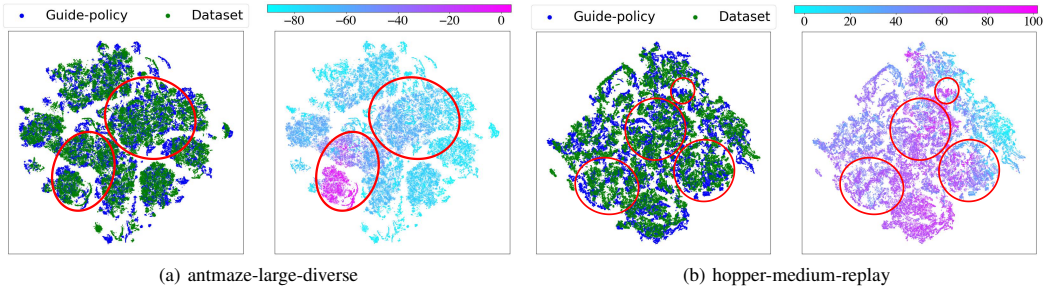 Guide-policy Dataset
−80 −60 −40 −20 0
Guide-policy Dataset
0 20 40 60 80 100
(a) antmaze-large-diverse
(b) hopper-medium-replay